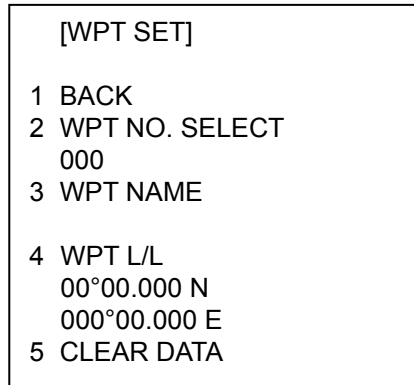 [WPT SET]
1 BACK
2 WPT NO. SELECT
000
3 WPT NAME
4 WPT L/L
00°00.000 N
000°00.000 E
5 CLEAR DATA